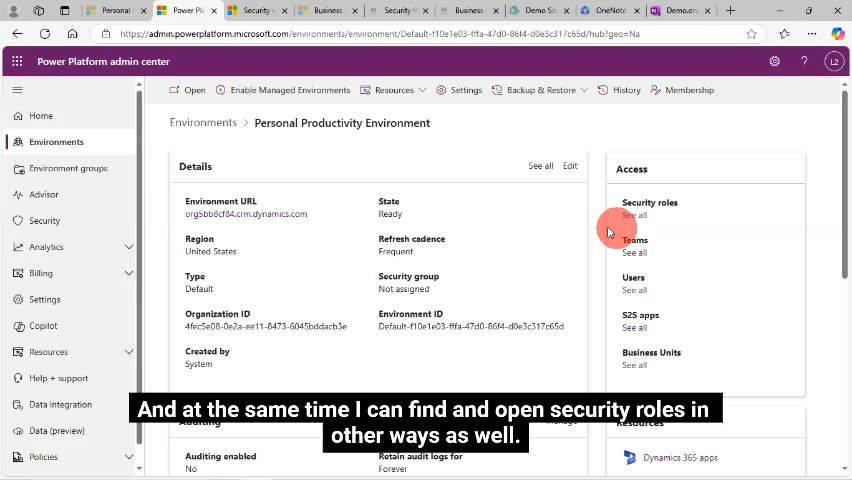 Personal P
Power Pla
Security r
Business
Security R
Business S
Demo Site
OneNote
Demo.one
https://admin.powerplatform.microsoft.com/environments/environment/Default-f10e1e03-fffa-47d0-86f4-d0e3c317c65d/hub?geo=Na
Power Platform admin center
L2
Open
Enable Managed Environments
Resources
Settings
Backup & Restore
History
Membership
Home
Environments
Environment groups
Advisor
Security
Analytics
Billing
Settings
Copilot
Resources
Help + support
Data integration
Data (preview)
Policies
Environments > Personal Productivity Environment
Details
See all
Edit
Environment URL
org5bb8cf84.crm.dynamics.com
State
Ready
Region
United States
Refresh cadence
Frequent
Type
Default
Security group
Not assigned
Organization ID
4fec5e08-0e2a-ee11-8473-6045bddacb3e
Environment ID
Default-f10e1e03-fffa-47d0-86f4-d0e3c317c65d
Created by
System
Access
Security roles
See all
Teams
See all
Users
See all
S2S apps
See all
Business Units
See all
And at the same time I can find and open security roles in
other ways as well.
Auditing
Manage
Auditing enabled
No
Retain audit logs for
Forever
Resources
Dynamics 365 apps